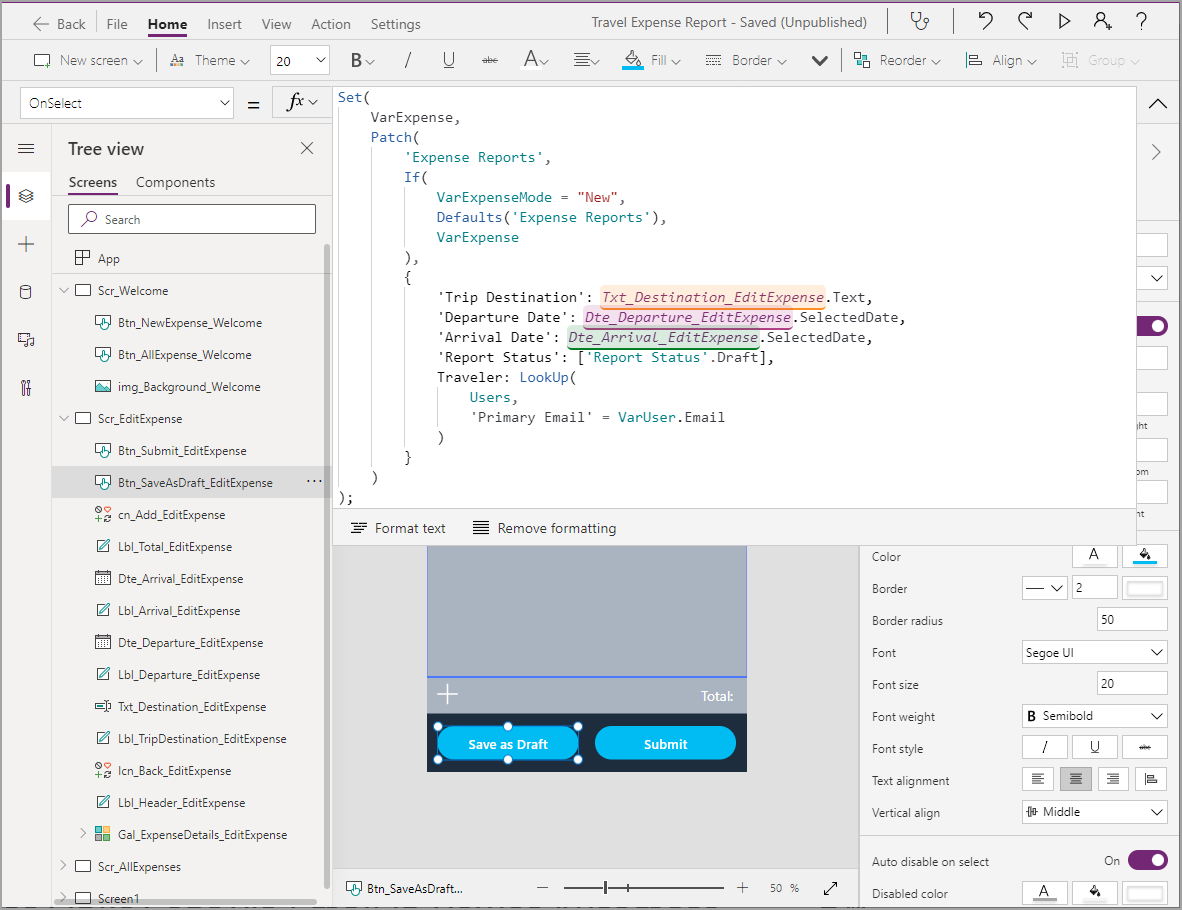 Back File Home Insert View Action Settings Travel Expense Report - Saved (Unpublished) ?
New screen Theme 20 B / U abc A Fill Border Reorder Align Group
OnSelect = fx
Set(
VarExpense,
Patch(
'Expense Reports',
If(
VarExpenseMode = "New",
Defaults('Expense Reports'),
VarExpense
),
{
'Trip Destination': Txt_Destination_EditExpense.Text,
'Departure Date': Dte_Departure_EditExpense.SelectedDate,
'Arrival Date': Dte_Arrival_EditExpense.SelectedDate,
'Report Status': ['Report Status'.Draft],
Traveler: LookUp(
Users,
'Primary Email' = VarUser.Email
)
}
)
);
Format text Remove formatting
Tree view
Screens Components
Search
App
Scr_Welcome
Btn_NewExpense_Welcome
Btn_AllExpense_Welcome
img_Background_Welcome
Scr_EditExpense
Btn_Submit_EditExpense
Btn_SaveAsDraft_EditExpense ...
cn_Add_EditExpense
Lbl_Total_EditExpense
Dte_Arrival_EditExpense
Lbl_Arrival_EditExpense
Dte_Departure_EditExpense
Lbl_Departure_EditExpense
Txt_Destination_EditExpense
Lbl_TripDestination_EditExpense
Icn_Back_EditExpense
Lbl_Header_EditExpense
Gal_ExpenseDetails_EditExpense
Scr_AllExpenses
Screen1
Total:
Save as Draft Submit
Btn_SaveAsDraft... 50 %
ght
om
ht
Color A
Border 2
Border radius 50
Font Segoe UI
Font size 20
Font weight B Semibold
Font style / U abc
Text alignment
Vertical align Middle
Auto disable on select On
Disabled color A